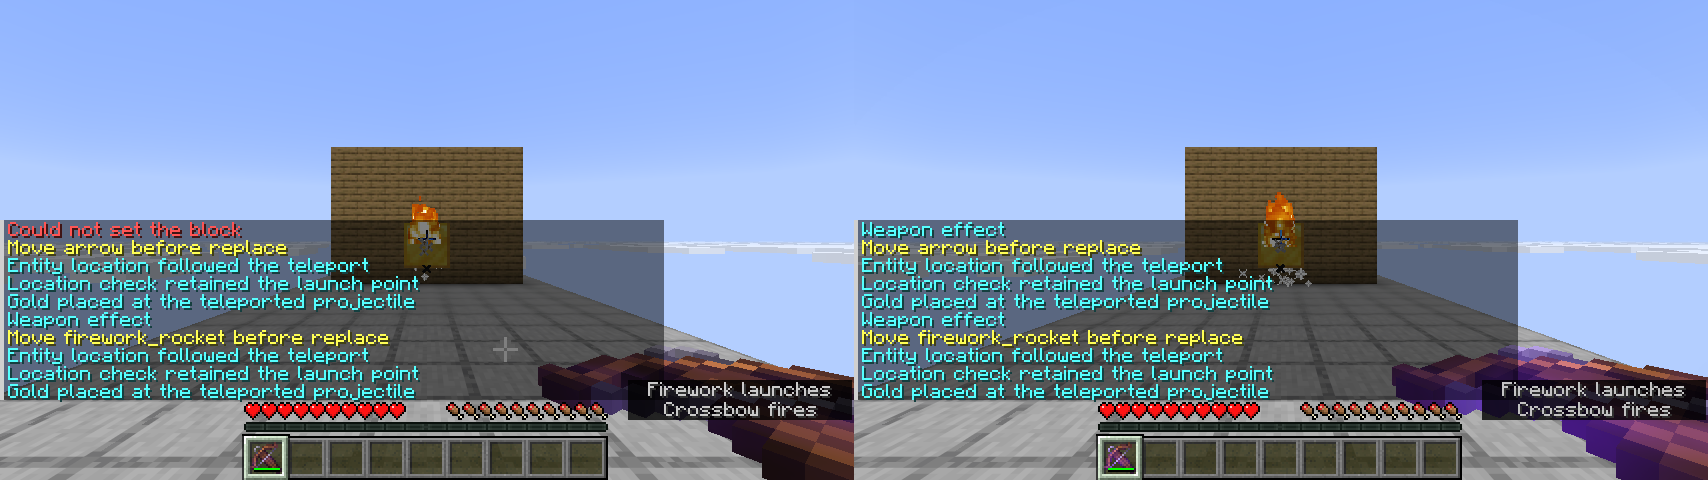 Could not set the block
Move arrow before replace
Entity location followed the teleport
Location check retained the launch point
Gold placed at the teleported projectile
Weapon effect
Move firework_rocket before replace
Entity location followed the teleport
Location check retained the launch point
Gold placed at the teleported projectile
Firework launches
Crossbow fires
Weapon effect
Move arrow before replace
Entity location followed the teleport
Location check retained the launch point
Gold placed at the teleported projectile
Weapon effect
Move firework_rocket before replace
Entity location followed the teleport
Location check retained the launch point
Gold placed at the teleported projectile
Firework launches
Crossbow fires